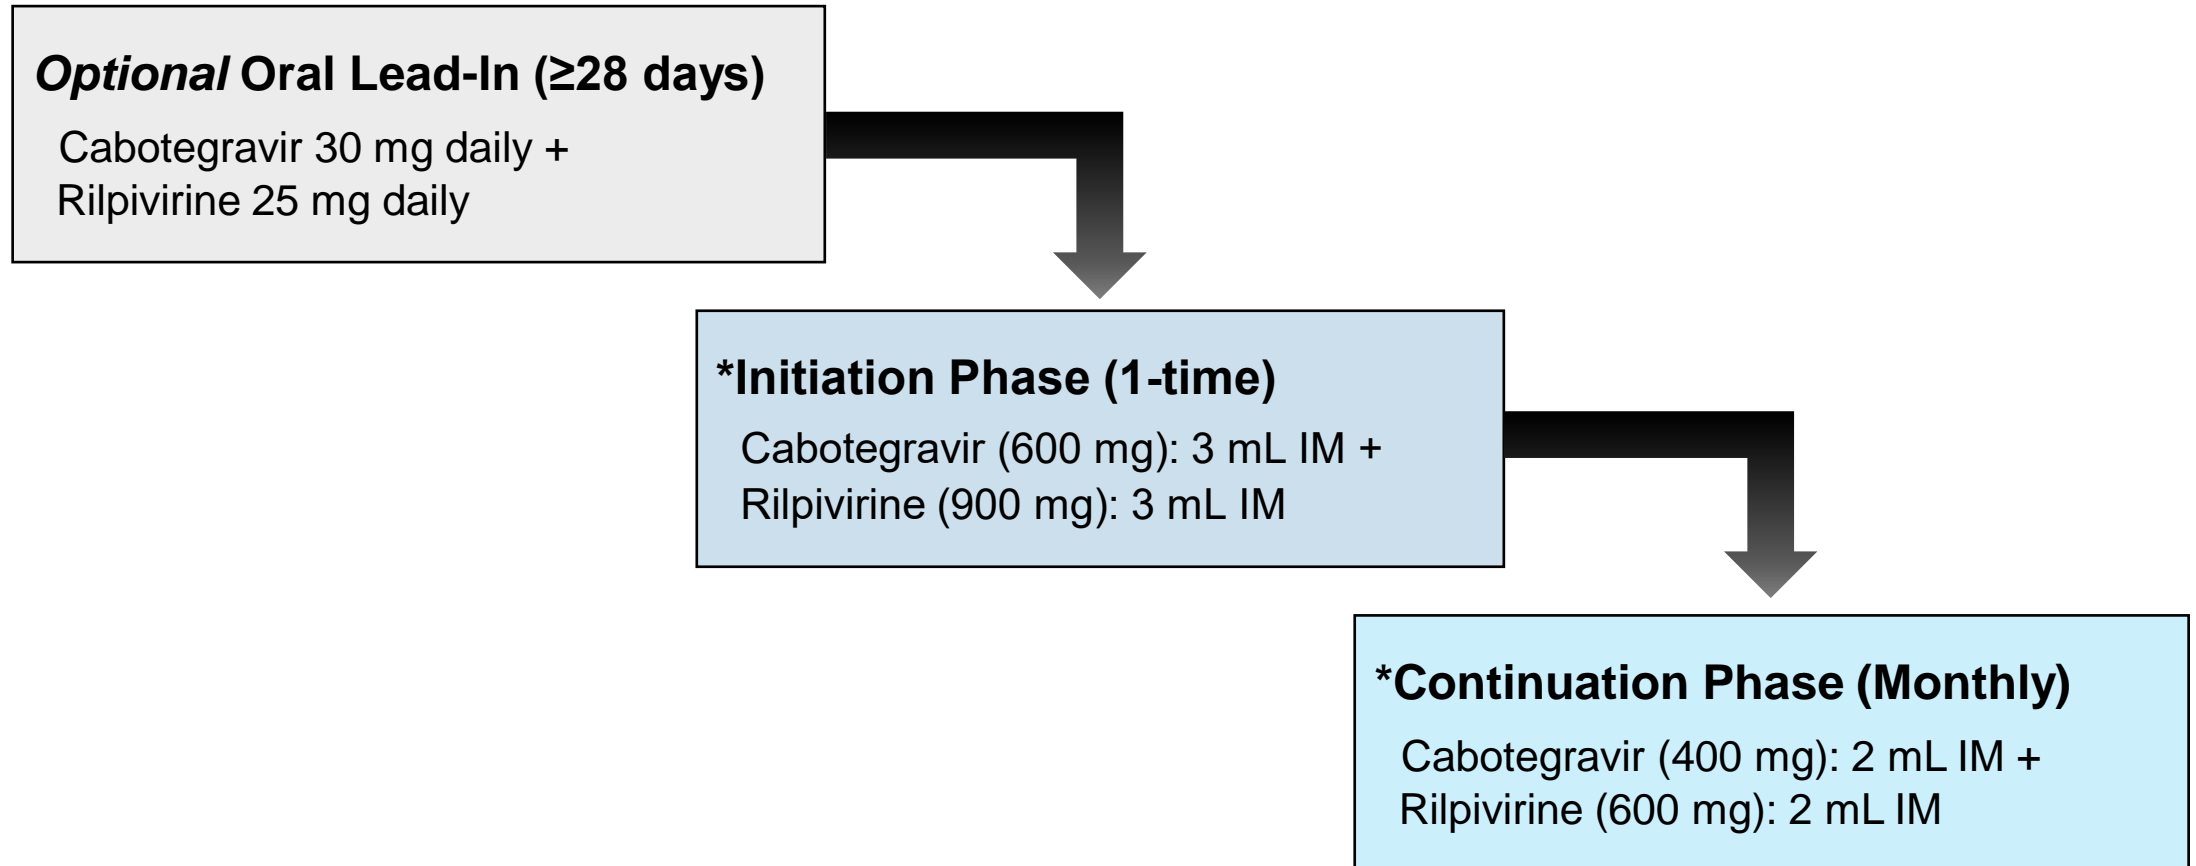 Optional Oral Lead-In (≥28 days)
Cabotegravir 30 mg daily +
Rilpivirine 25 mg daily
*Initiation Phase (1-time)
Cabotegravir (600 mg): 3 mL IM +
Rilpivirine (900 mg): 3 mL IM
*Continuation Phase (Monthly)
Cabotegravir (400 mg): 2 mL IM +
Rilpivirine (600 mg): 2 mL IM